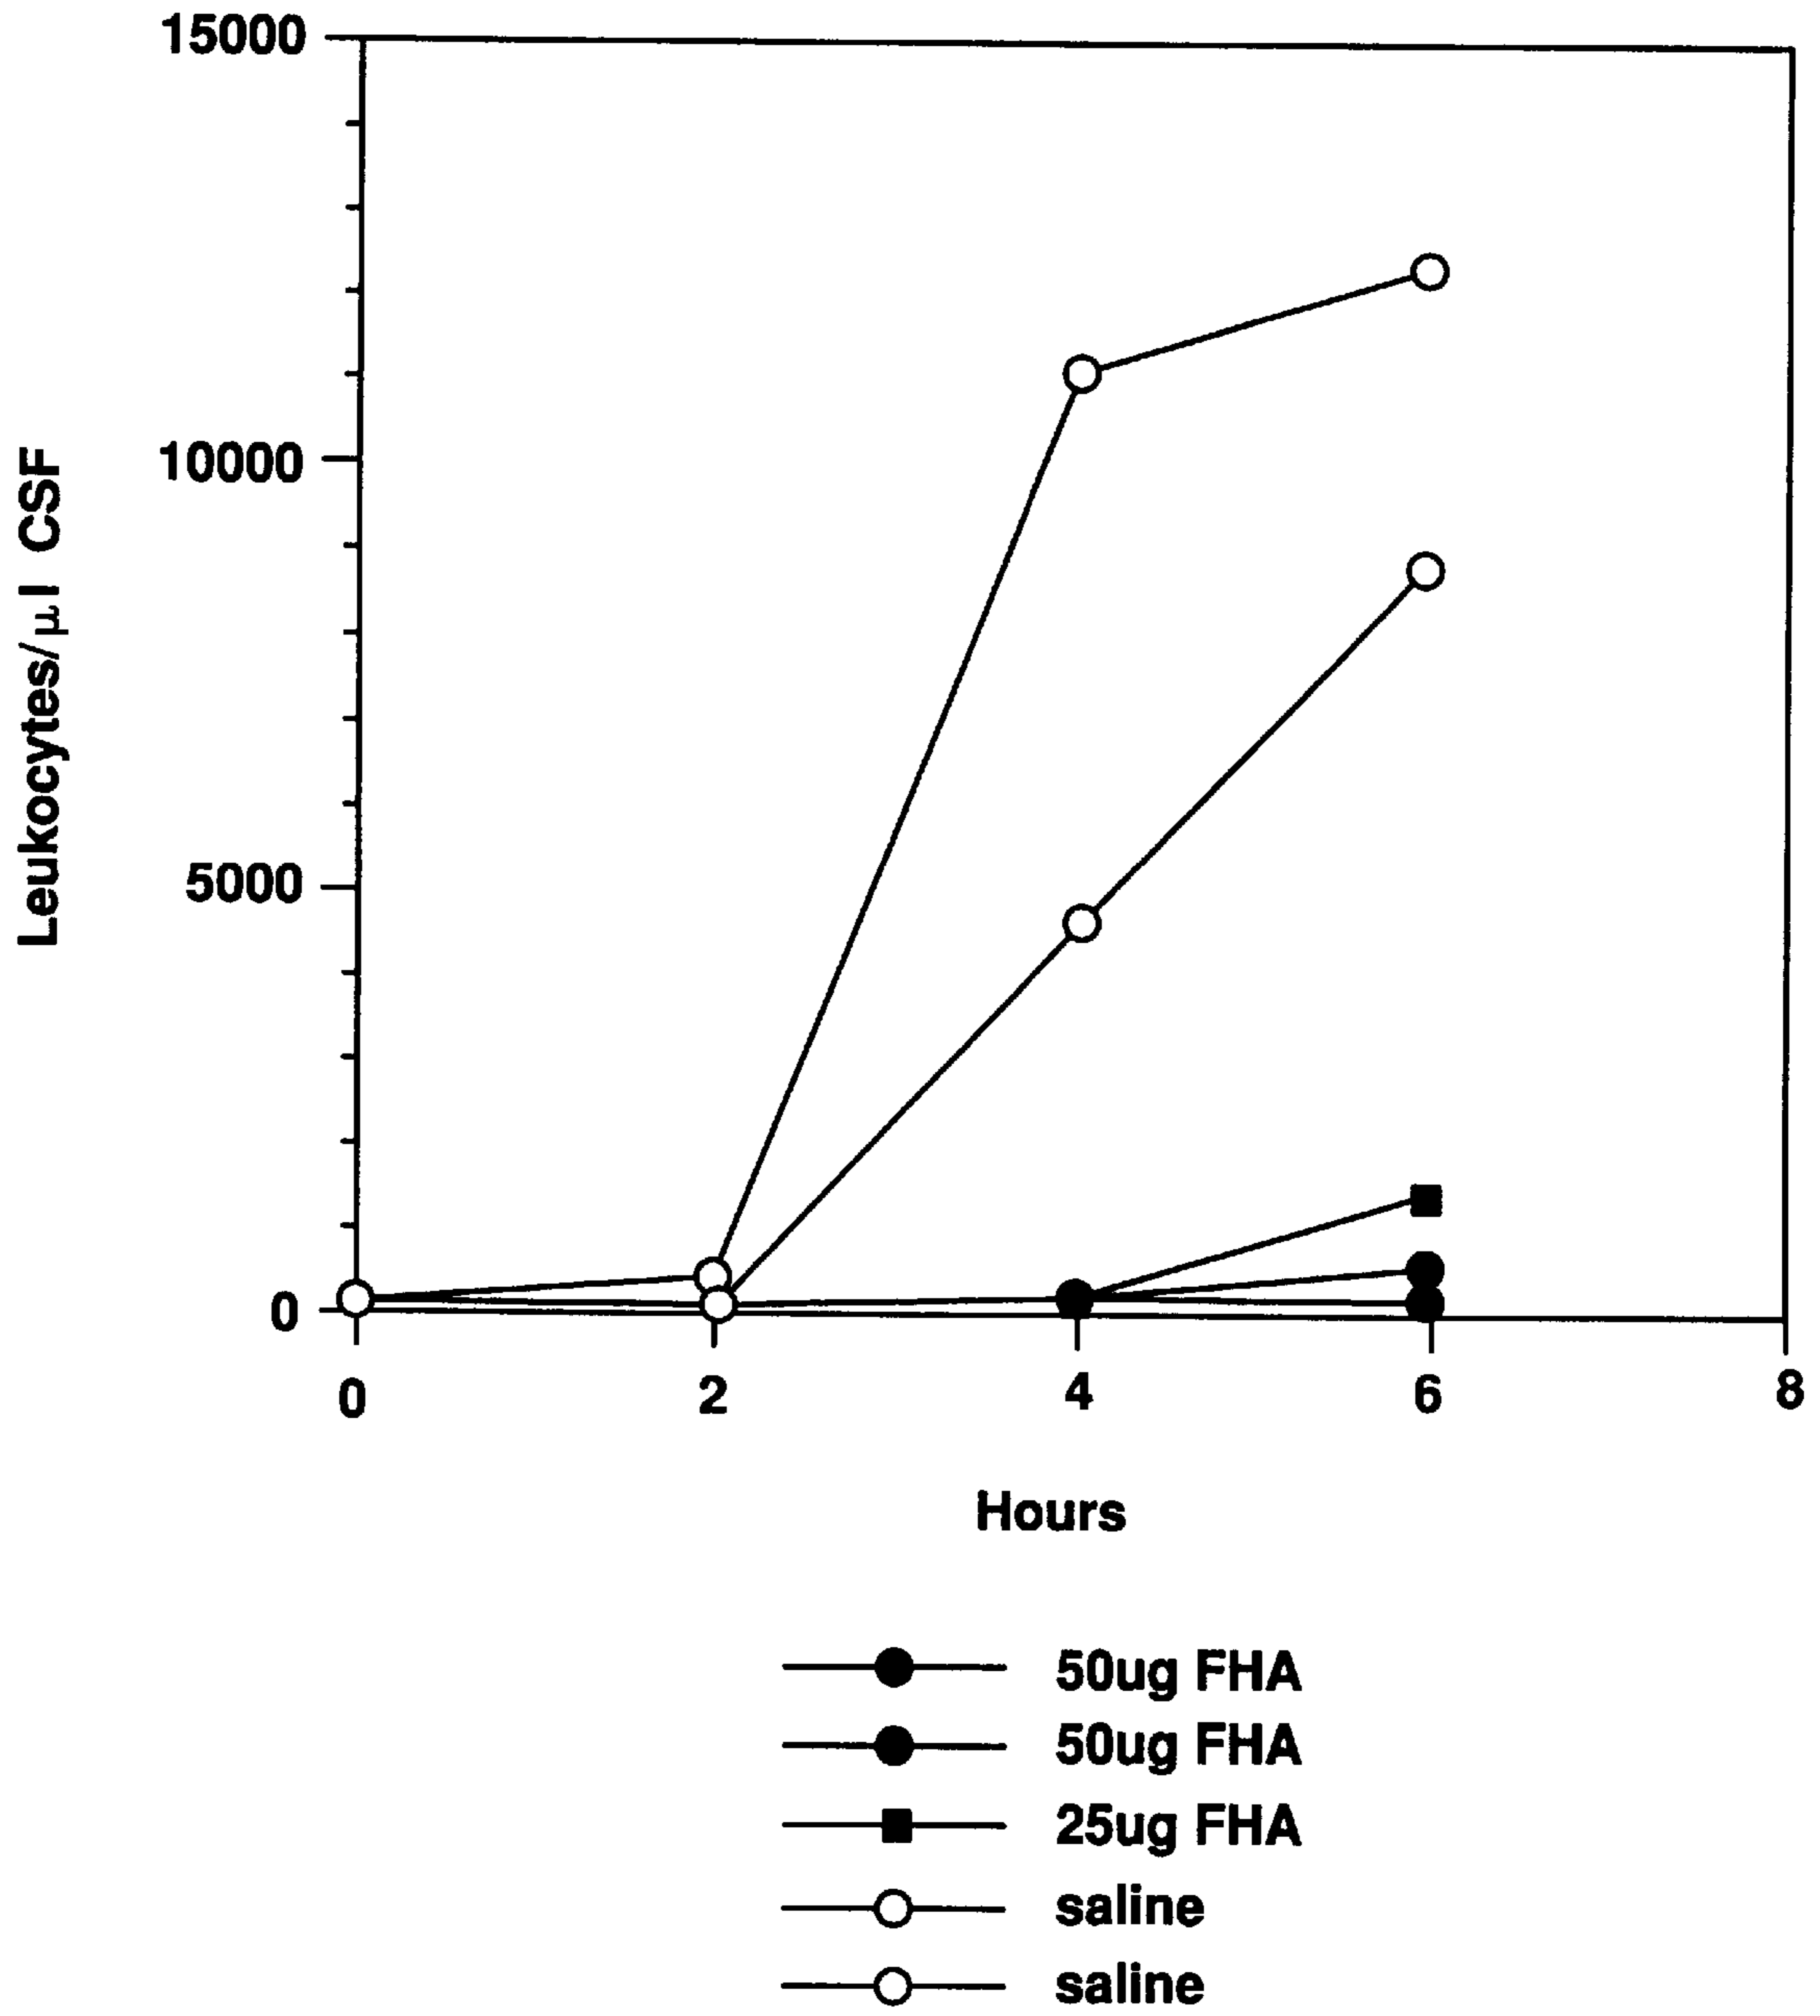 15000
10000
5000
0
Leukocytes/μl CSF
0 2 4 6 8
Hours
50ug FHA
50ug FHA
25ug FHA
saline
saline